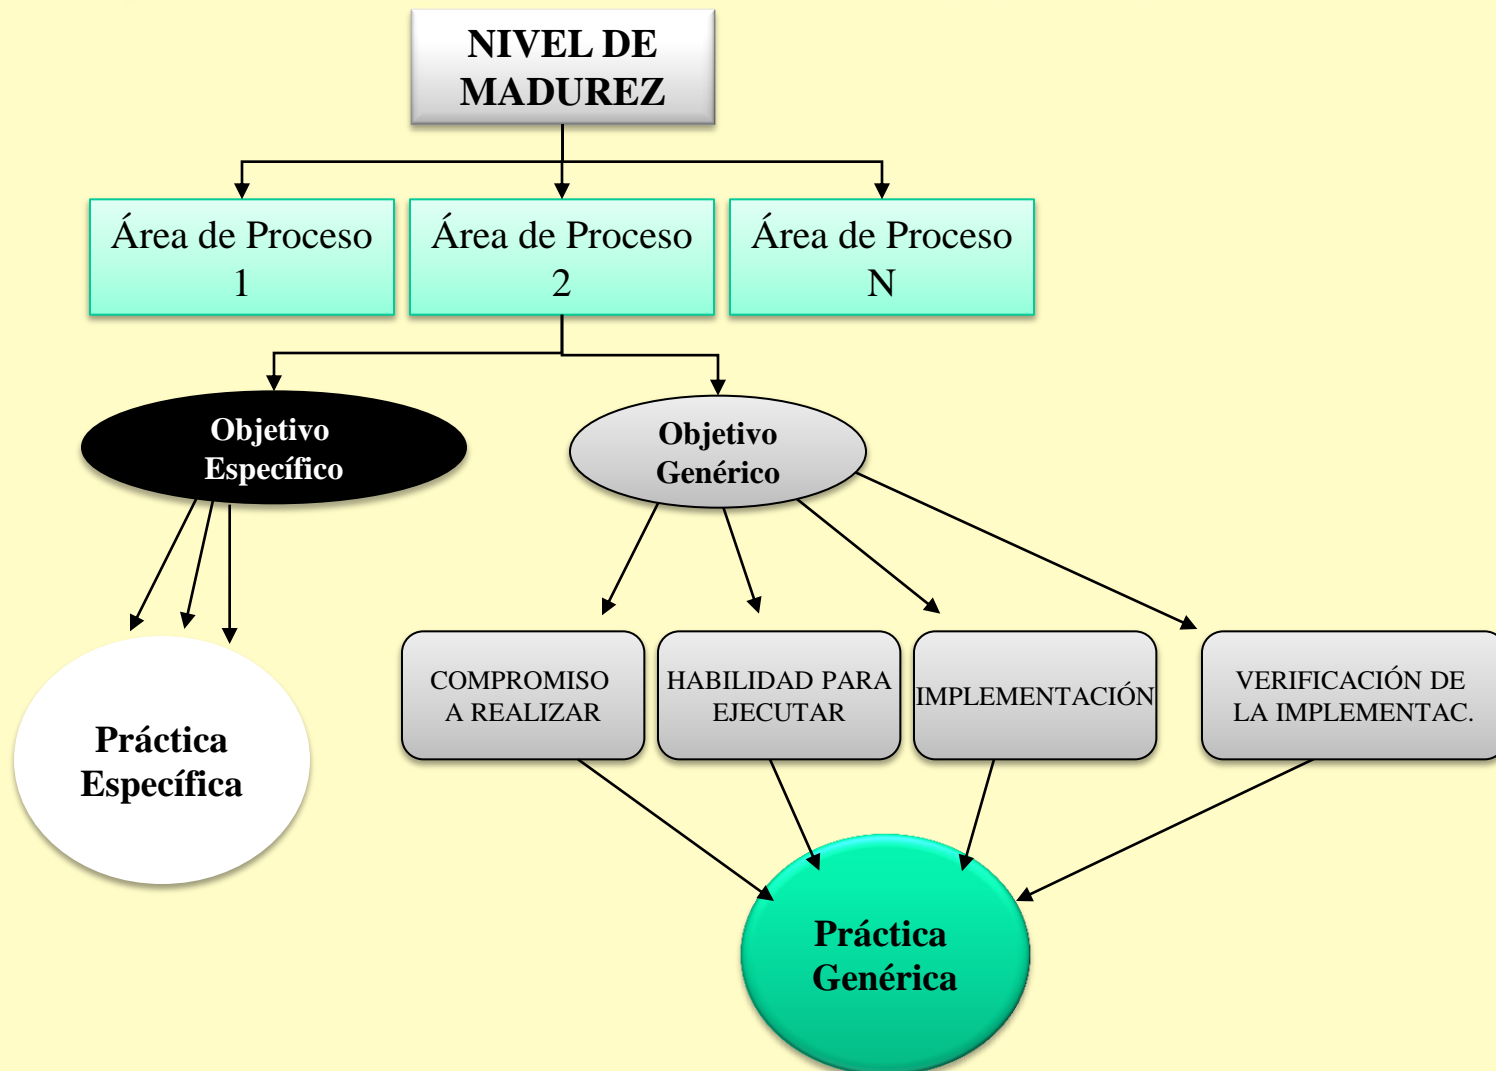 NIVEL DE
MADUREZ
Área de Proceso
1
Área de Proceso
2
Área de Proceso
N
Objetivo
Específico
Objetivo
Genérico
COMPROMISO
A REALIZAR
HABILIDAD PARA
EJECUTAR
IMPLEMENTACIÓN
VERIFICACIÓN DE
LA IMPLEMENTAC.
Práctica
Específica
Práctica
Genérica